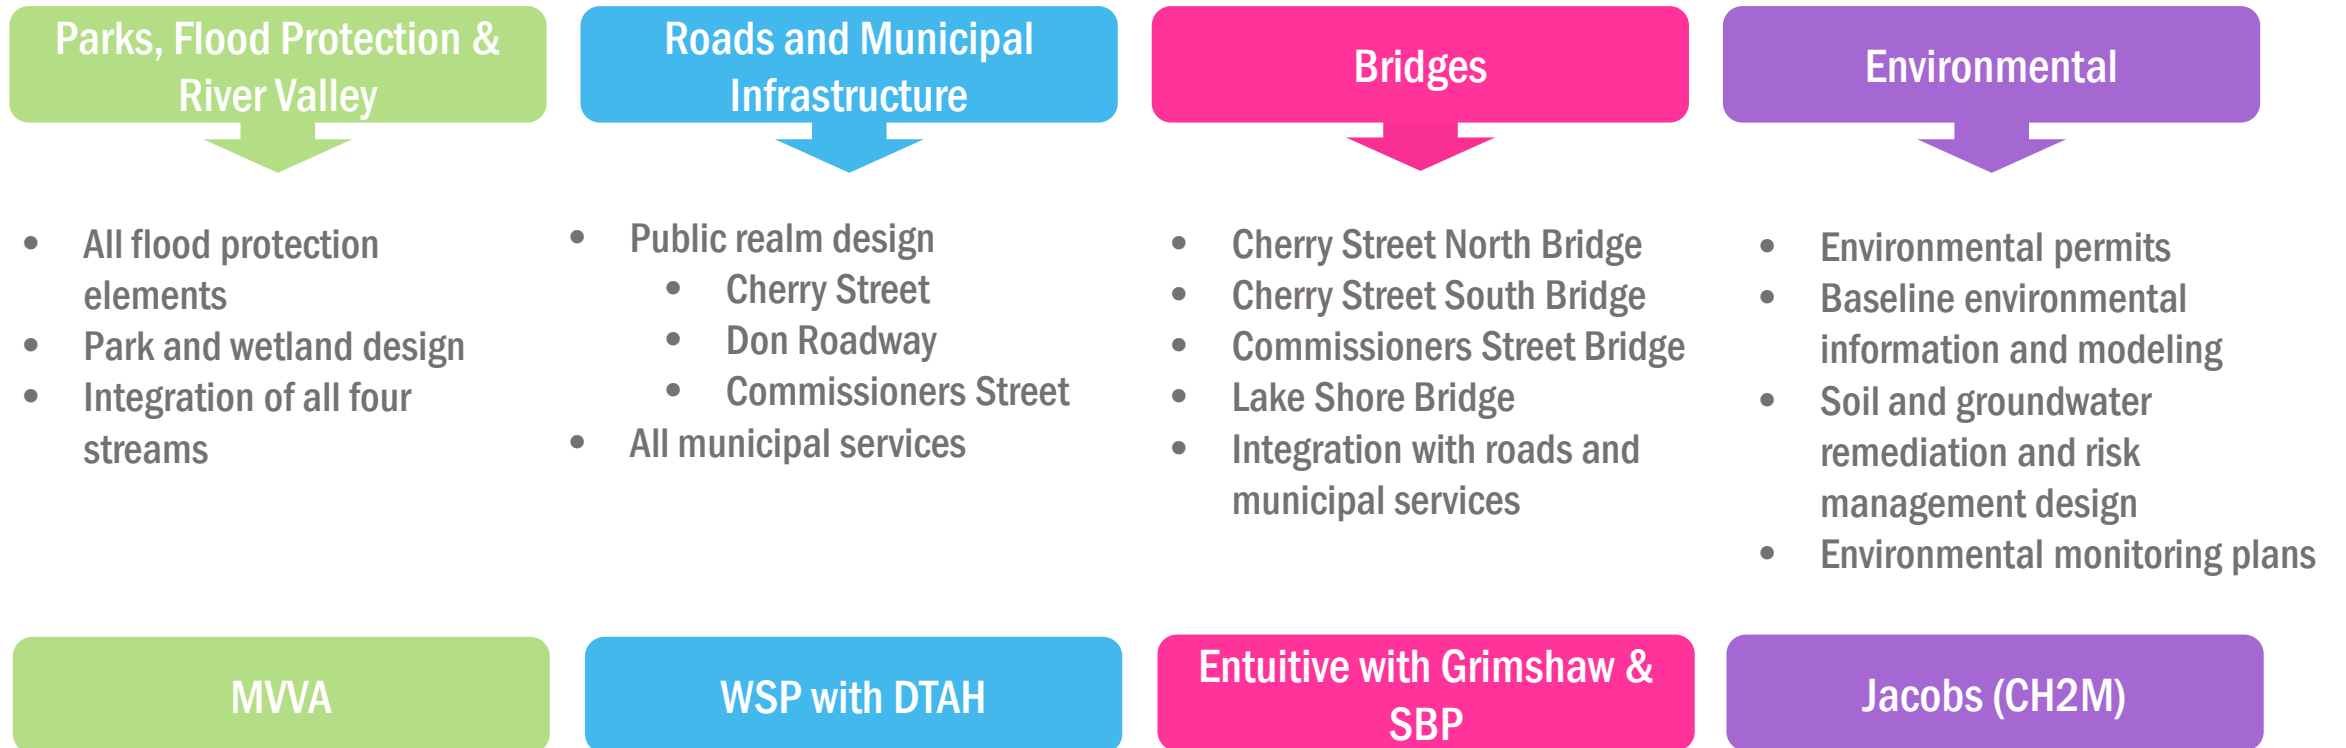 Parks, Flood Protection &
River Valley
• All flood protection
elements
• Park and wetland design
• Integration of all four
streams
MVVA
Roads and Municipal
Infrastructure
• Public realm design
• Cherry Street
• Don Roadway
• Commissioners Street
• All municipal services
WSP with DTAH
Bridges
• Cherry Street North Bridge
• Cherry Street South Bridge
• Commissioners Street Bridge
• Lake Shore Bridge
• Integration with roads and
municipal services
Entuitive with Grimshaw &
SBP
Environmental
• Environmental permits
• Baseline environmental
information and modeling
• Soil and groundwater
remediation and risk
management design
• Environmental monitoring plans
Jacobs (CH2M)